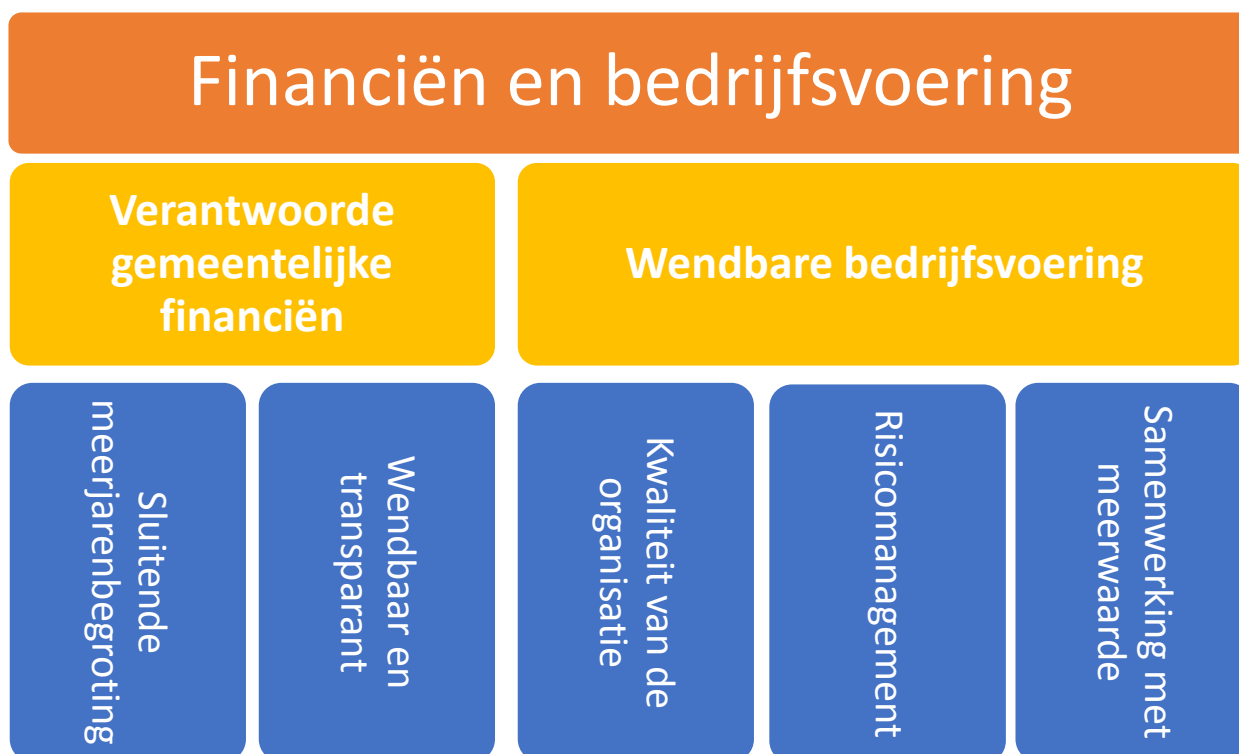 Financiën en bedrijfsvoering
Verantwoorde
gemeentelijke
financiën
Wendbare bedrijfsvoering
Sluitende
meerjarenbegroting
Wendbaar en
transparant
Kwaliteit van de
organisatie
Risicomanagement
Samenwerking met
meerwaarde